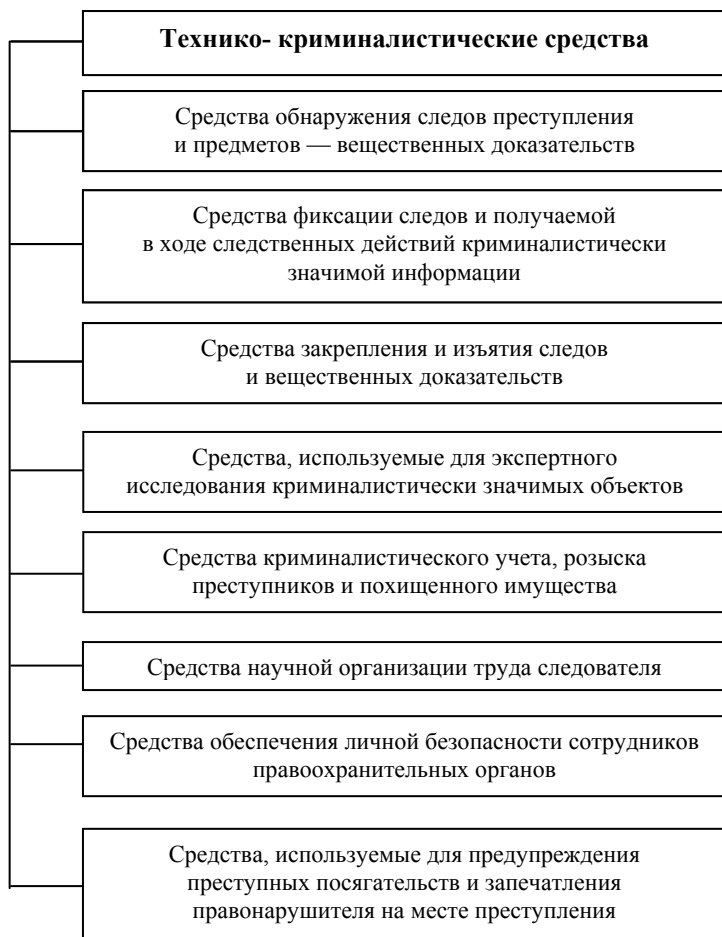 Технико- криминалистические средства
Средства обнаружения следов преступления
и предметов — вещественных доказательств
Средства фиксации следов и получаемой
в ходе следственных действий криминалистически
значимой информации
Средства закрепления и изъятия следов
и вещественных доказательств
Средства, используемые для экспертного
исследования криминалистически значимых объектов
Средства криминалистического учета, розыска
преступников и похищенного имущества
Средства научной организации труда следователя
Средства обеспечения личной безопасности сотрудников
правоохранительных органов
Средства, используемые для предупреждения
преступных посягательств и запечатления
правонарушителя на месте преступления